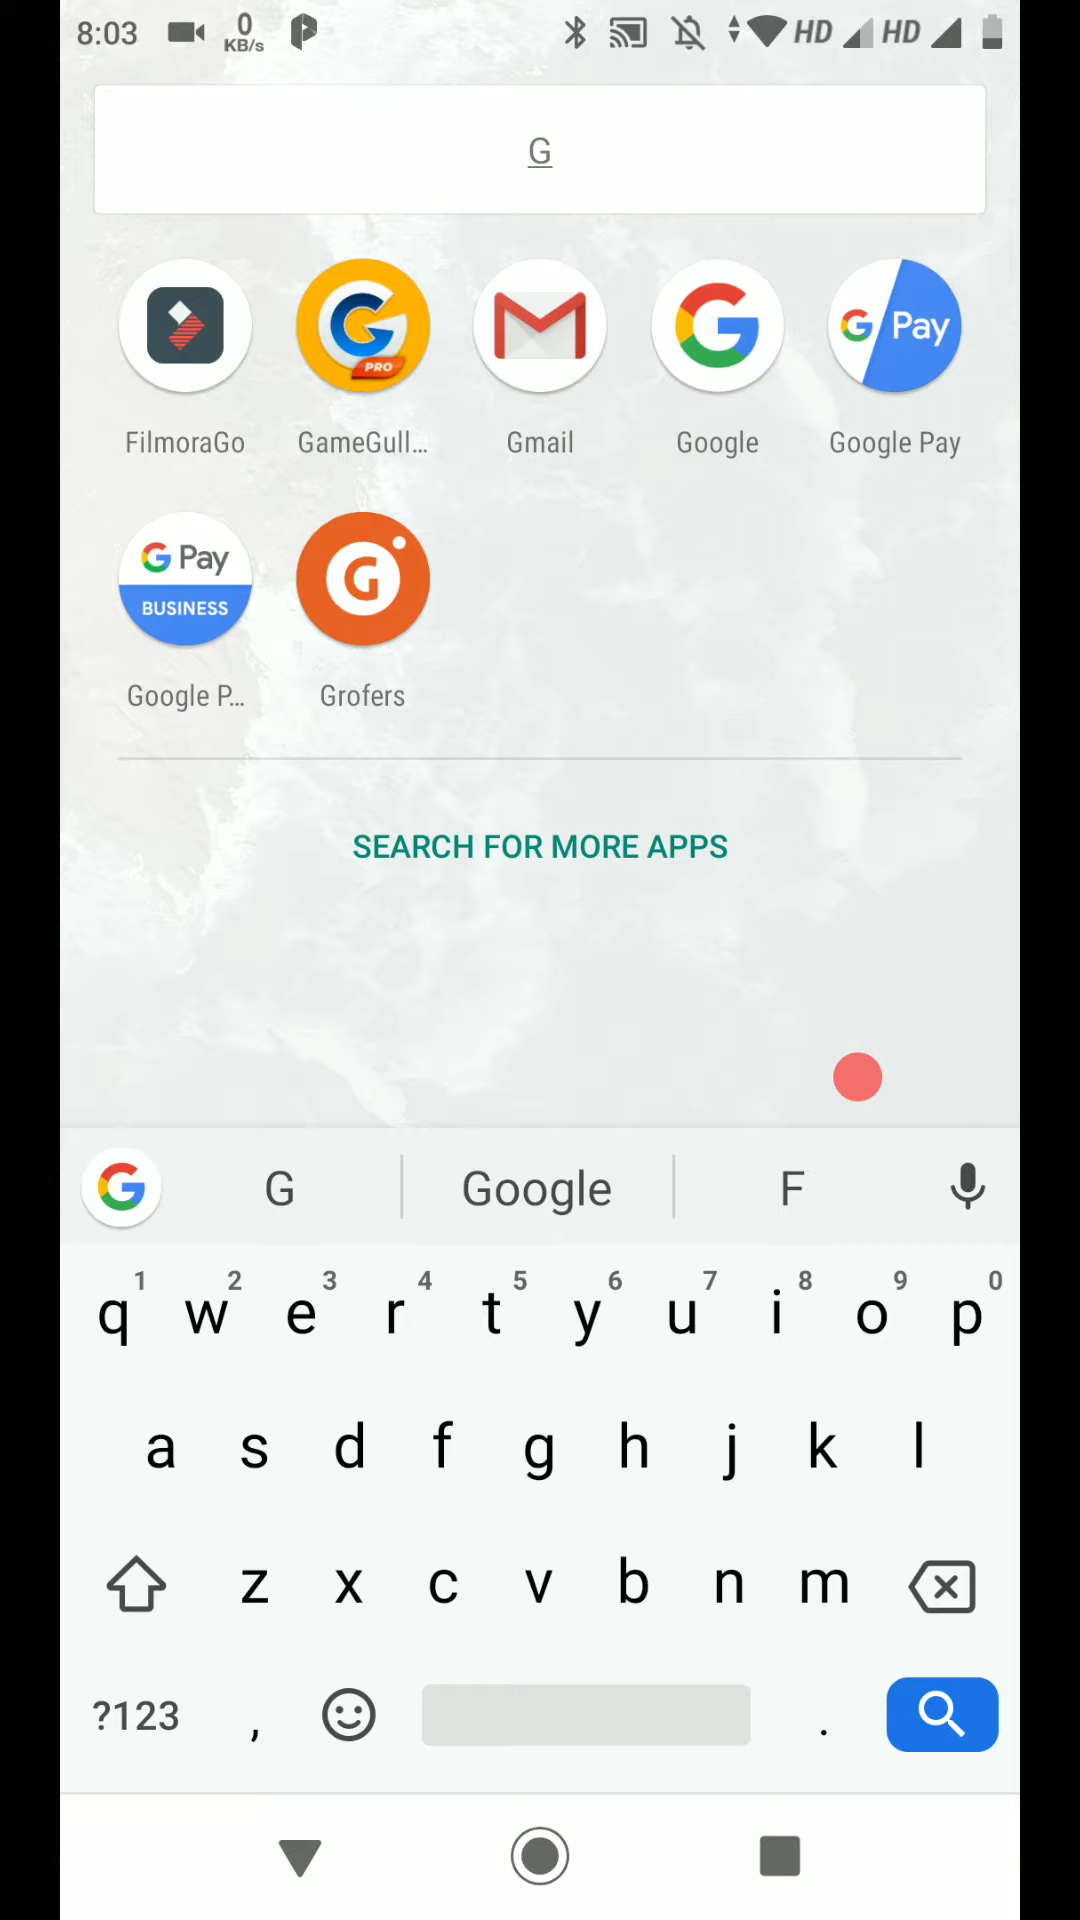 8:03 0 KB/s HD HD
G
G Pay
PRO
FilmoraGo GameGull... Gmail Google Google Pay
G Pay
BUSINESS
G
Google P... Grofers
SEARCH FOR MORE APPS
G Google F
1 2 3 4 5 6 7 8 9 0
q w e r t y u i o p
a s d f g h j k l
z x c v b n m
?123 , .